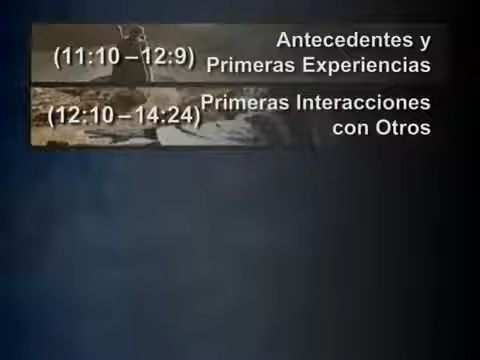 (11:10 – 12:9)
Antecedentes y
Primeras Experiencias
(12:10 – 14:24)
Primeras Interacciones
con Otros